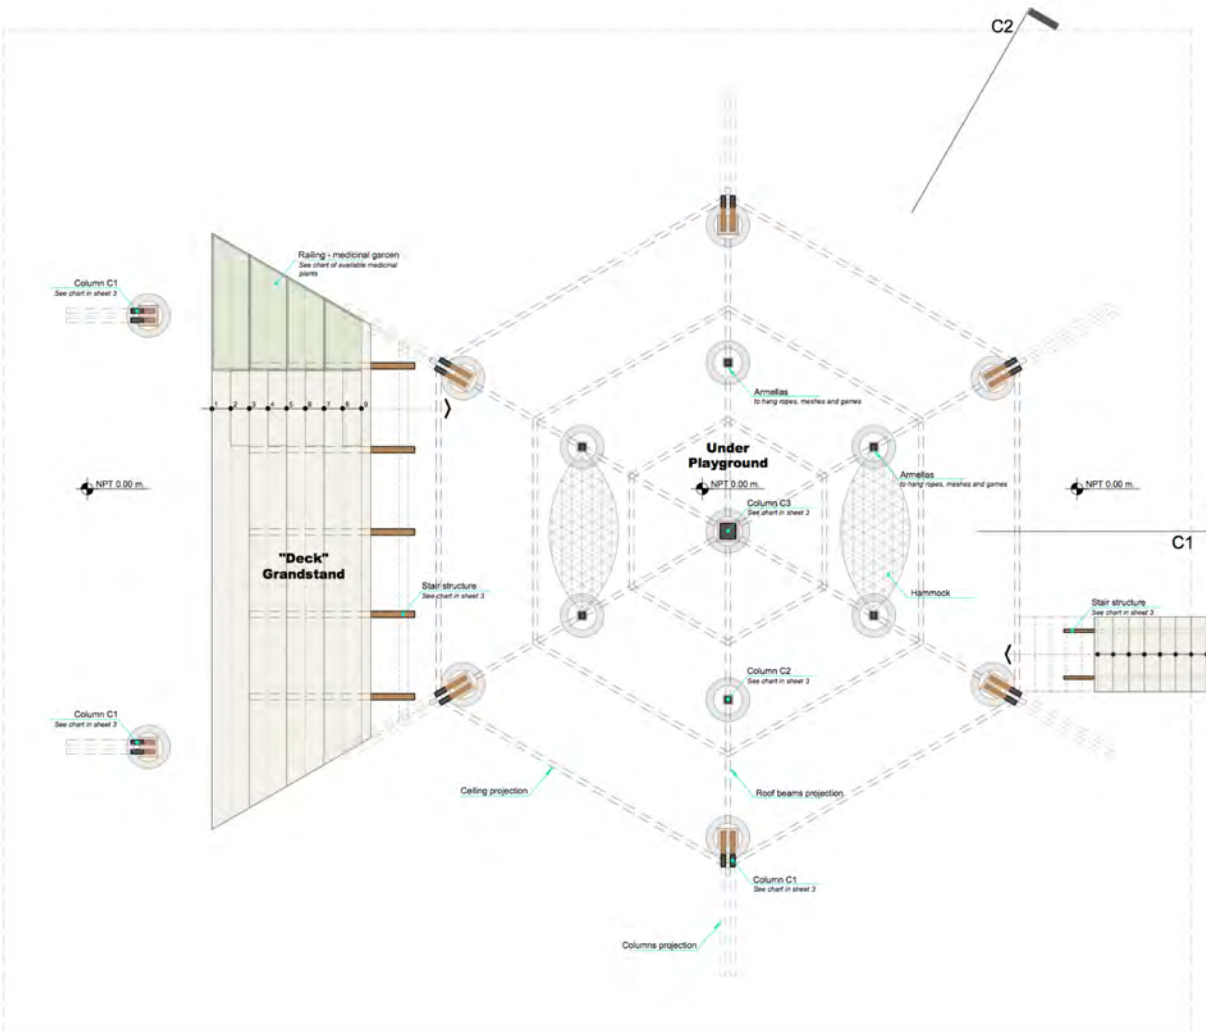 C2
Railing - medicinal garden
See chart of available medicinal
plants
Column C1
See chart in sheet 3
Armellas
to hang ropes, meshes and games
1 2 3 4 5 6 7 8 9
Under
Playground
Armellas
to hang ropes, meshes and games
NPT 0.00 m.
NPT 0.00 m.
NPT 0.00 m.
Column C3
See chart in sheet 3
C1
"Deck"
Grandstand
Stair structure
See chart in sheet 3
Hammock
Stair structure
See chart in sheet 3
Column C2
See chart in sheet 3
Column C1
See chart in sheet 3
Ceiling projection
Roof beams projection
Column C1
See chart in sheet 3
Columns projection